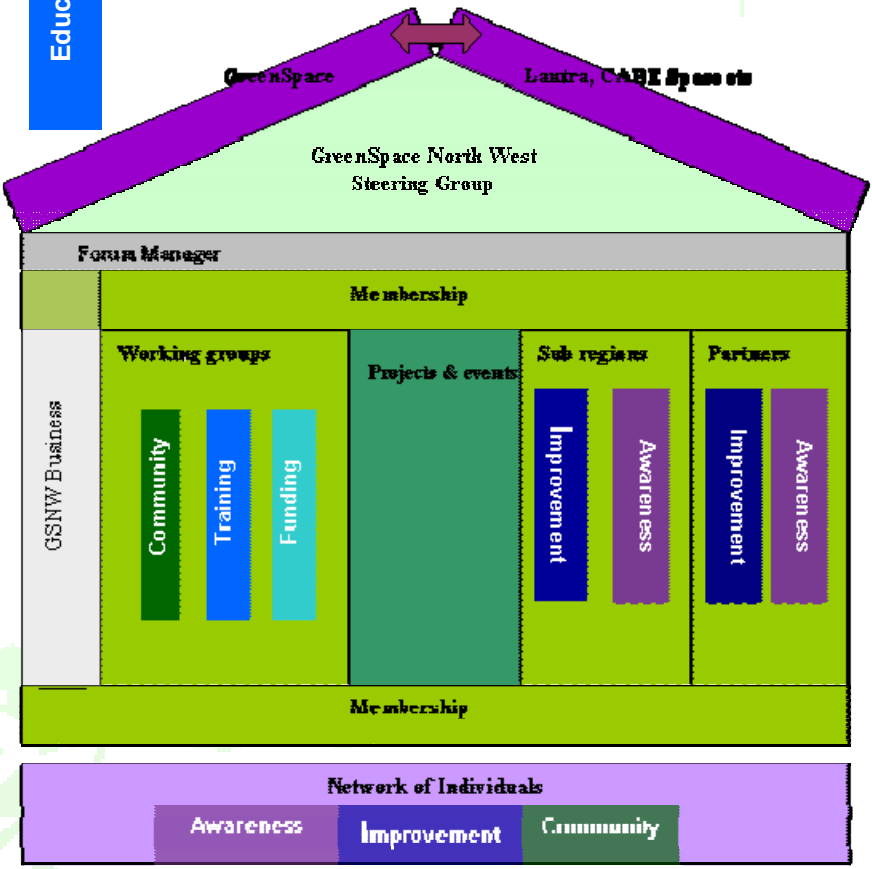 Educ
GreenSpace
Lantra, CABE Space etc
GreenSpace North West
Steering Group
Forum Manager
Membership
Working groups
Projects & events
Sub regions
Partners
GSNW Business
Community
Training
Funding
Improvement
Awareness
Improvement
Awareness
Membership
Network of Individuals
Awareness
Improvement
Community